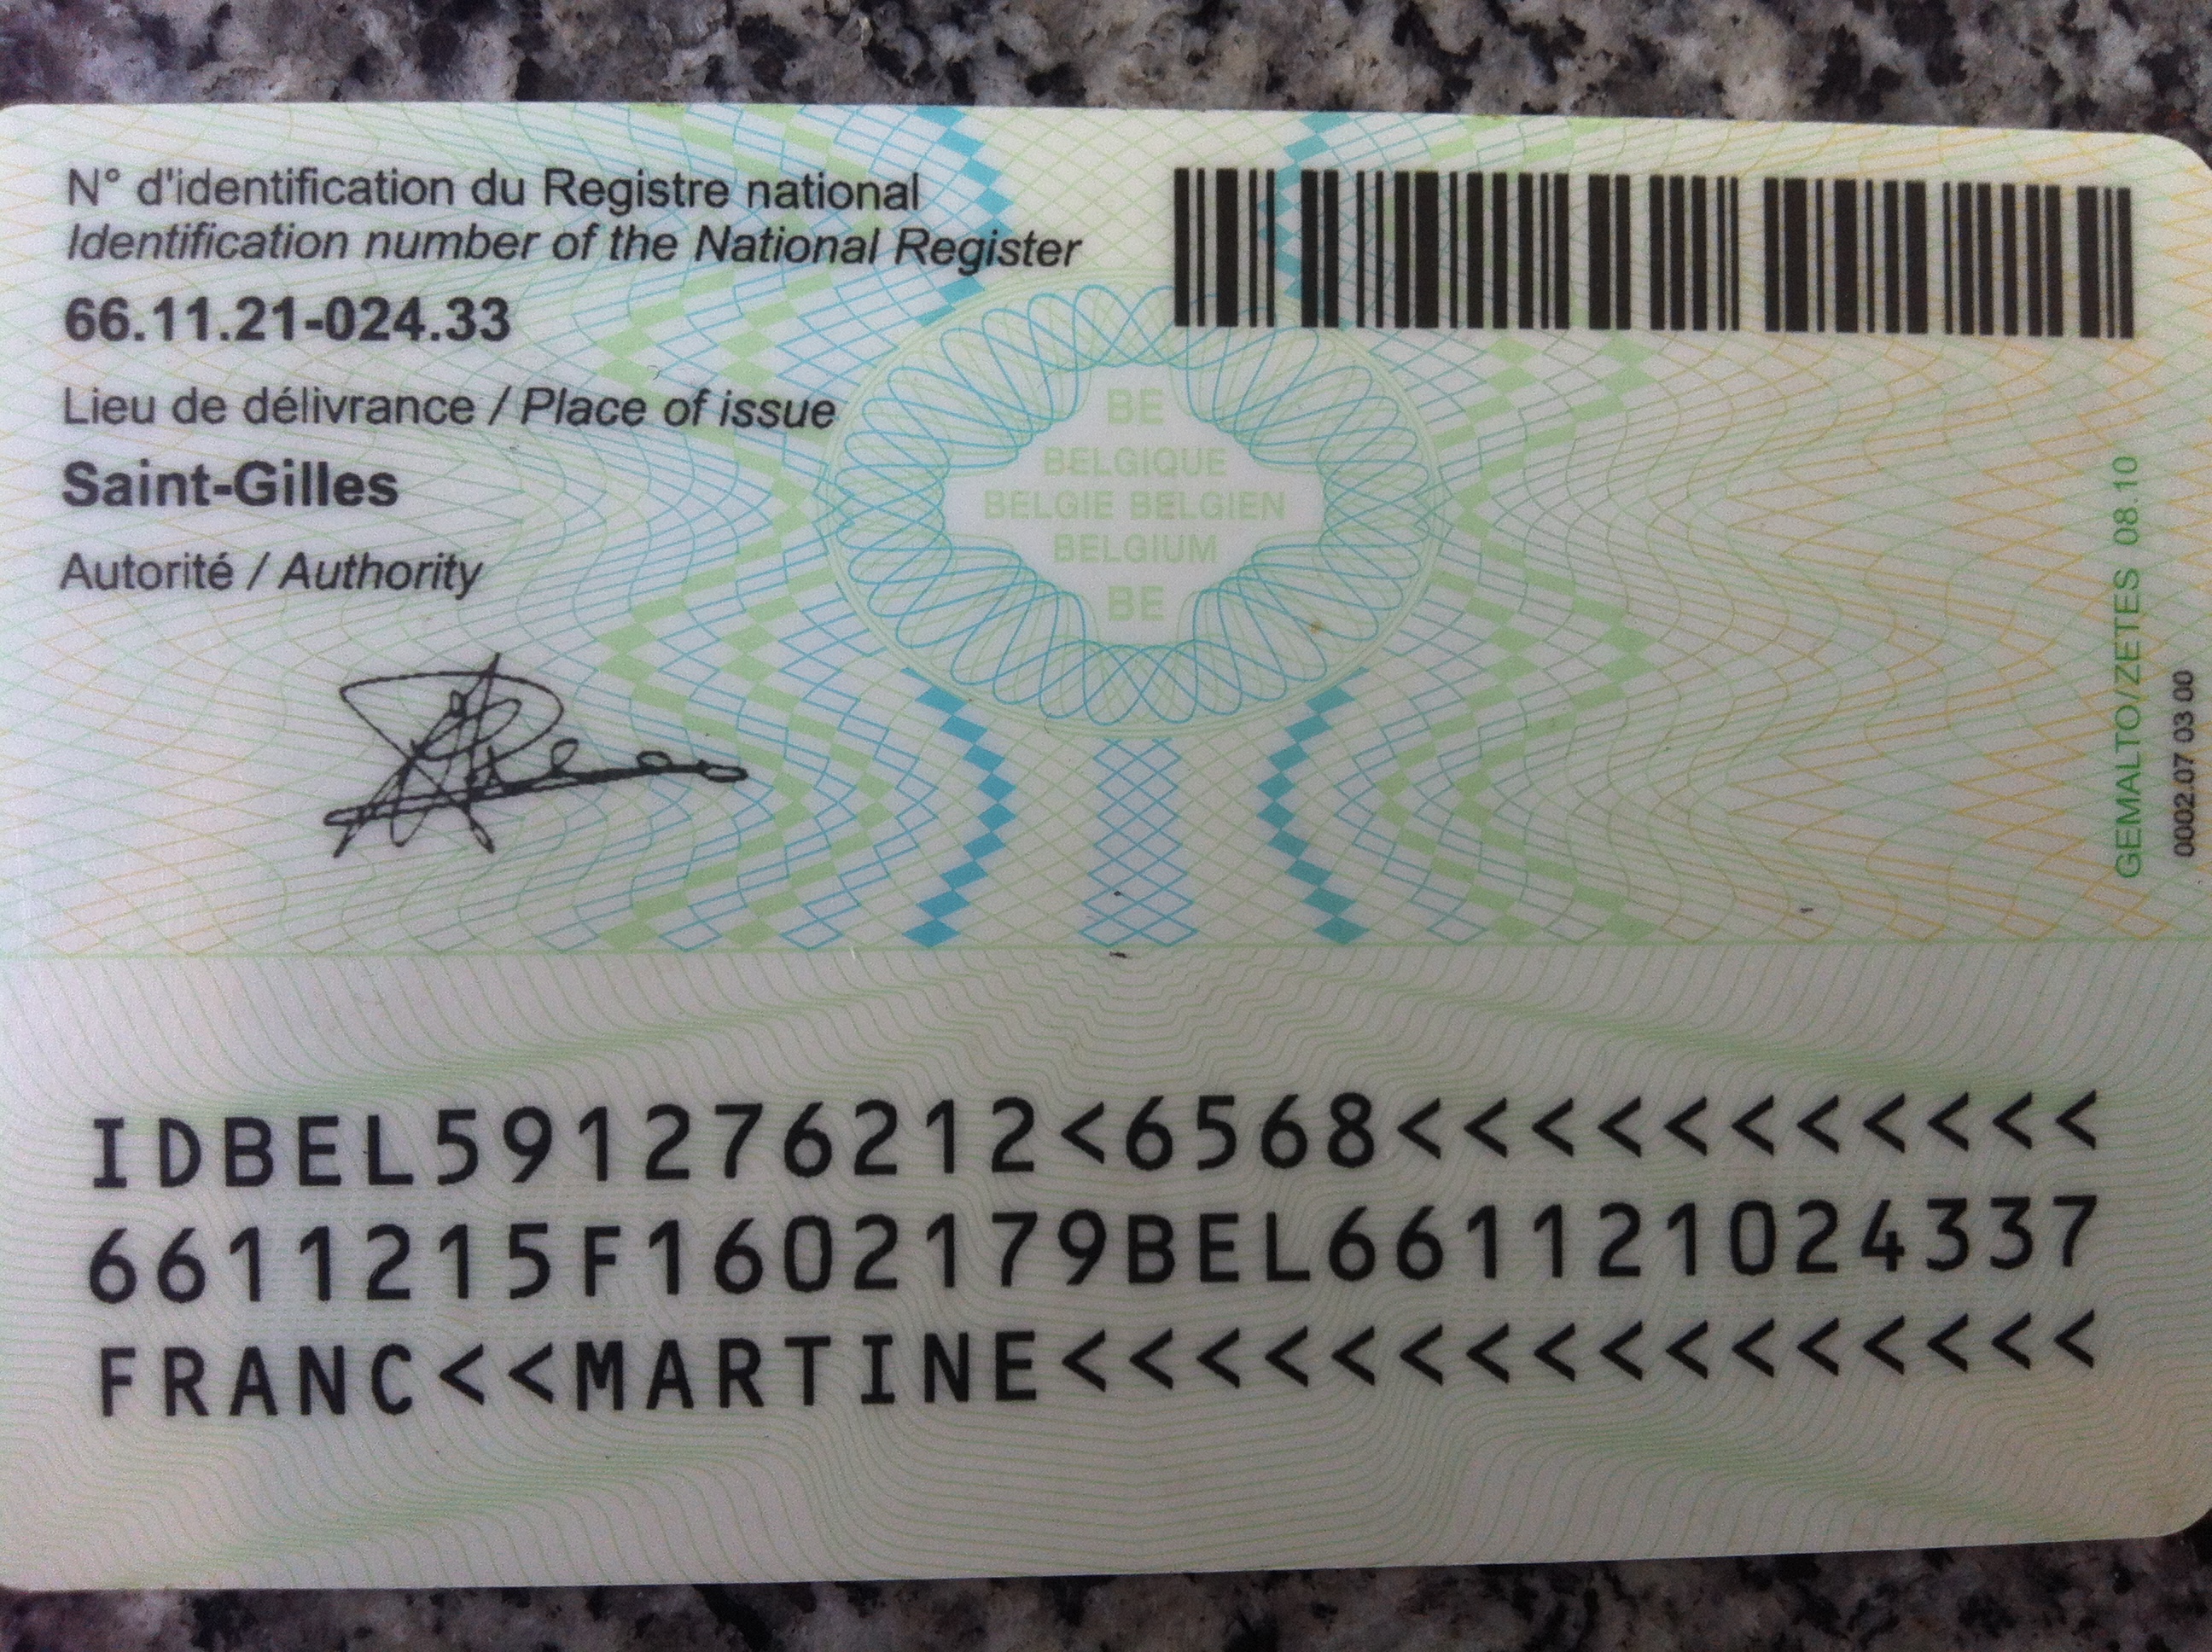 N° d'identification du Registre national
Identification number of the National Register
66.11.21-024.33
Lieu de délivrance / Place of issue
Saint-Gilles
Autorité / Authority
BE
BELGIQUE
BELGIE BELGIEN
BELGIUM
BE
GEMALTO/ZETES 08.10
0002.07 03 00
IDBEL591276212<6568<<<<<<<<<<<
6611215F1602179BEL661121024337
FRANC<<MARTINE<<<<<<<<<<<<<<<<